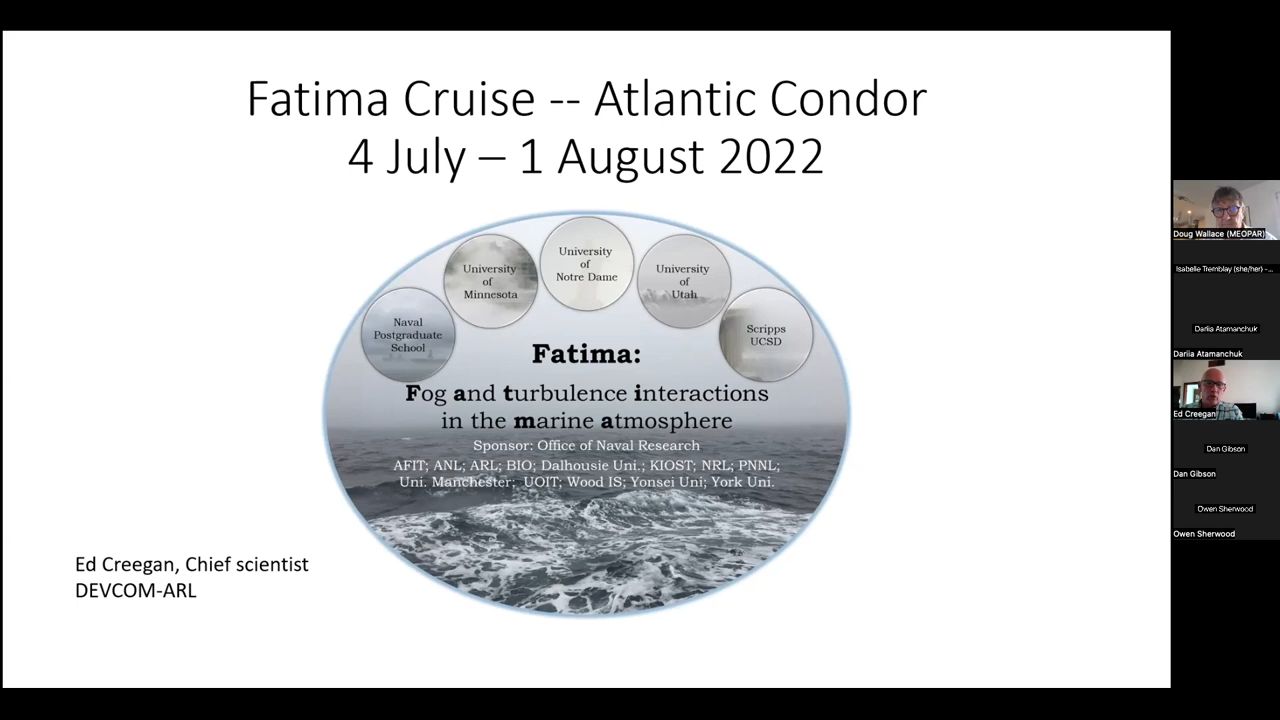 Fatima Cruise -- Atlantic Condor
4 July – 1 August 2022
University
of
Notre Dame
University
of
Minnesota
University
of
Utah
Naval
Postgraduate
School
Scripps
UCSD
Fatima:
Fog and turbulence interactions
in the marine atmosphere
Sponsor: Office of Naval Research
AFIT; ANL; ARL; BIO; Dalhousie Uni.; KIOST; NRL; PNNL;
Uni. Manchester; UOIT; Wood IS; Yonsei Uni; York Uni.
Ed Creegan, Chief scientist
DEVCOM-ARL
Doug Wallace (MEOPAR)
Isabelle Tremblay (she/her) -...
Dariia Atamanchuk
Dariia Atamanchuk
Ed Creegan
Dan Gibson
Dan Gibson
Owen Sherwood
Owen Sherwood